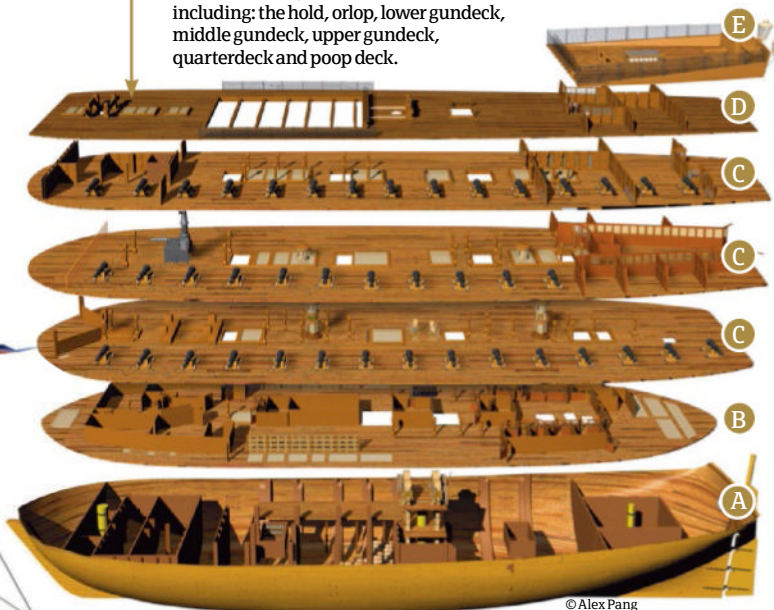 including: the hold, orlop, lower gundeck,
middle gundeck, upper gundeck,
quarterdeck and poop deck.
E
D
C
C
C
B
A
© Alex Pang